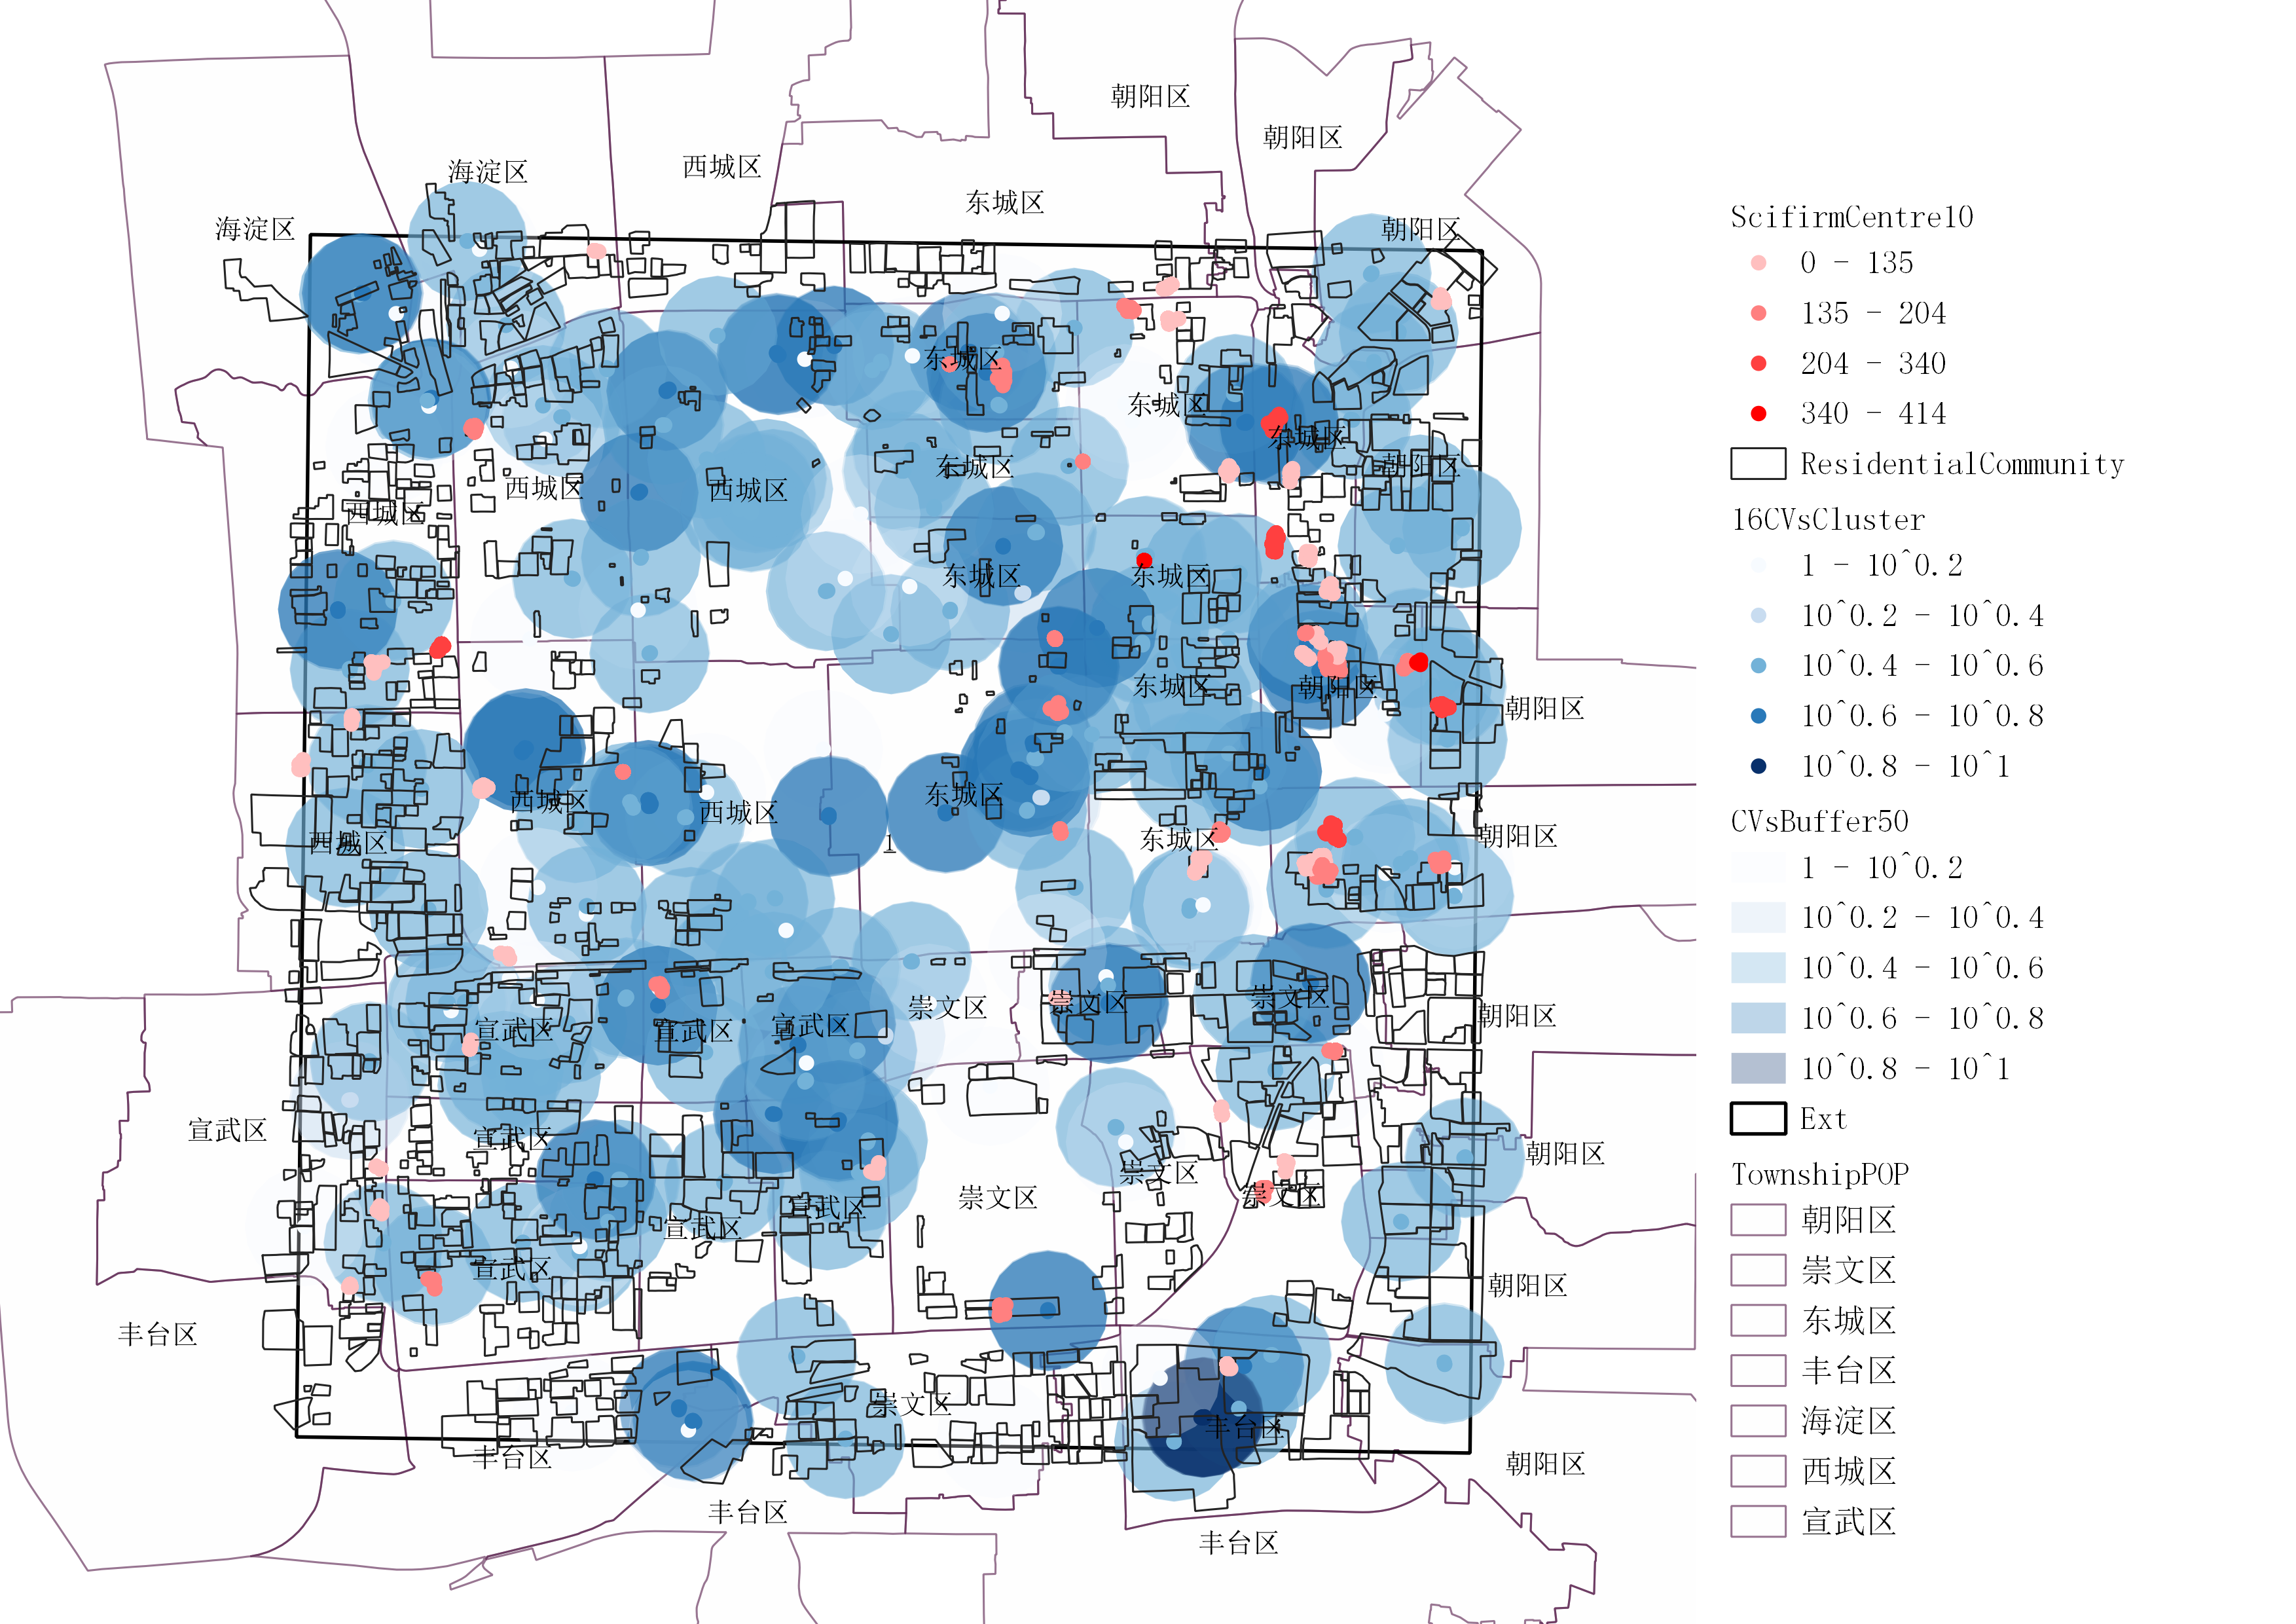 朝阳区
朝阳区
西城区
海淀区
东城区
海淀区
朝阳区
东城区
东城区
东城区
朝阳区
东城区
西城区
西城区
西城区
东城区
东城区
东城区
朝阳区
朝阳区
东城区
西城区
西城区
朝阳区
东城区
西城区
1
崇文区
崇文区
崇文区
朝阳区
宣武区
宣武区
宣武区
宣武区
宣武区
朝阳区
崇文区
崇文区
崇文区
宣武区
宣武区
宣武区
朝阳区
丰台区
崇文区
丰台区
丰台区
朝阳区
丰台区
丰台区
ScifirmCentre10
0 - 135
135 - 204
204 - 340
340 - 414
ResidentialCommunity
16CVsCluster
1 - 10^0.2
10^0.2 - 10^0.4
10^0.4 - 10^0.6
10^0.6 - 10^0.8
10^0.8 - 10^1
CVsBuffer50
1 - 10^0.2
10^0.2 - 10^0.4
10^0.4 - 10^0.6
10^0.6 - 10^0.8
10^0.8 - 10^1
Ext
TownshipPOP
朝阳区
崇文区
东城区
丰台区
海淀区
西城区
宣武区